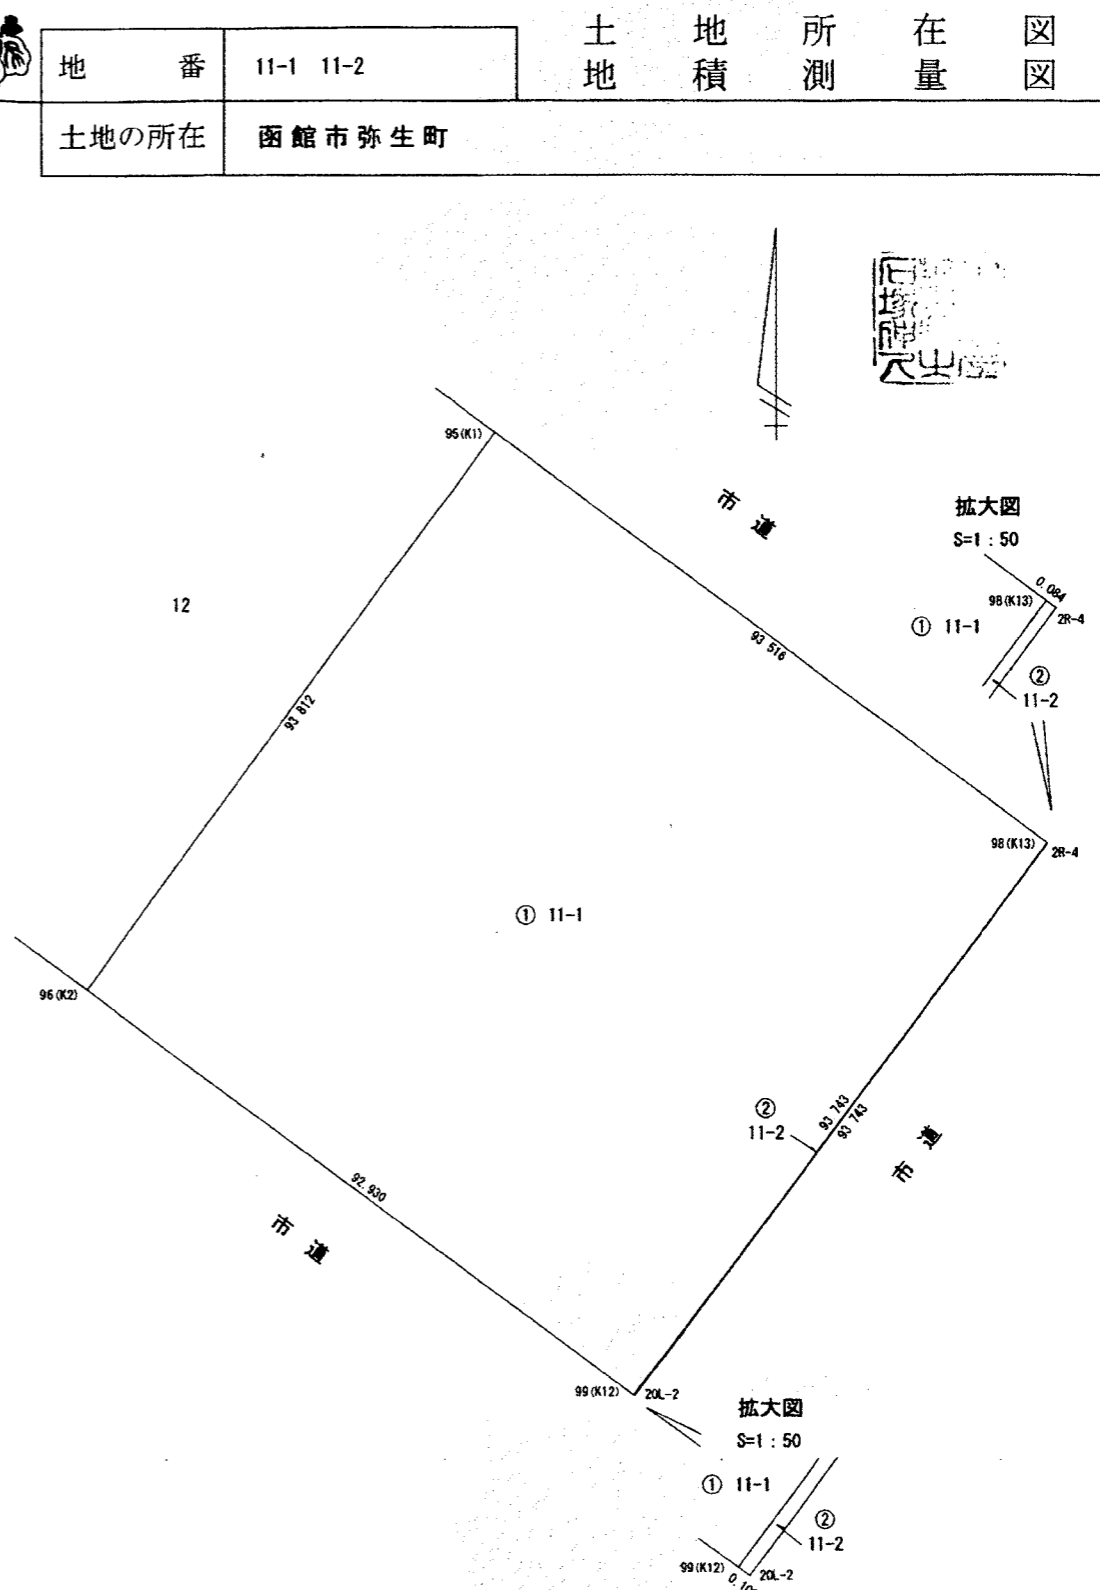 土地所在図
地積測量図
地番 11-1 11-2
土地の所在 函館市弥生町
95(K1)
市道
拡大図
S=1:50
0.084
98(K13)
2R-4
① 11-1
②
11-2
12
93 516
93 812
98(K13)
2R-4
① 11-1
96(K2)
②
11-2
93 743
93 743
市道
92.930
市道
99(K12)
20L-2
拡大図
S=1:50
① 11-1
②
11-2
99(K12)
20L-2